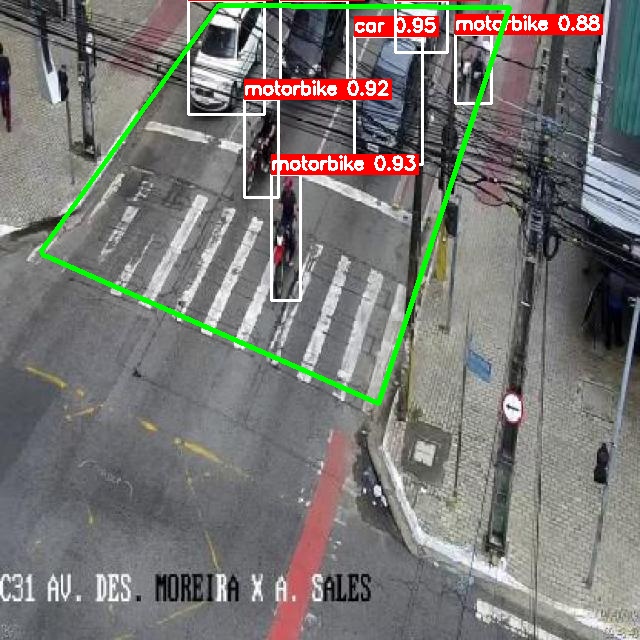 car 0.95
motorbike 0.88
motorbike 0.92
motorbike 0.93
C31 AV. DES. MOREIRA X A. SALES